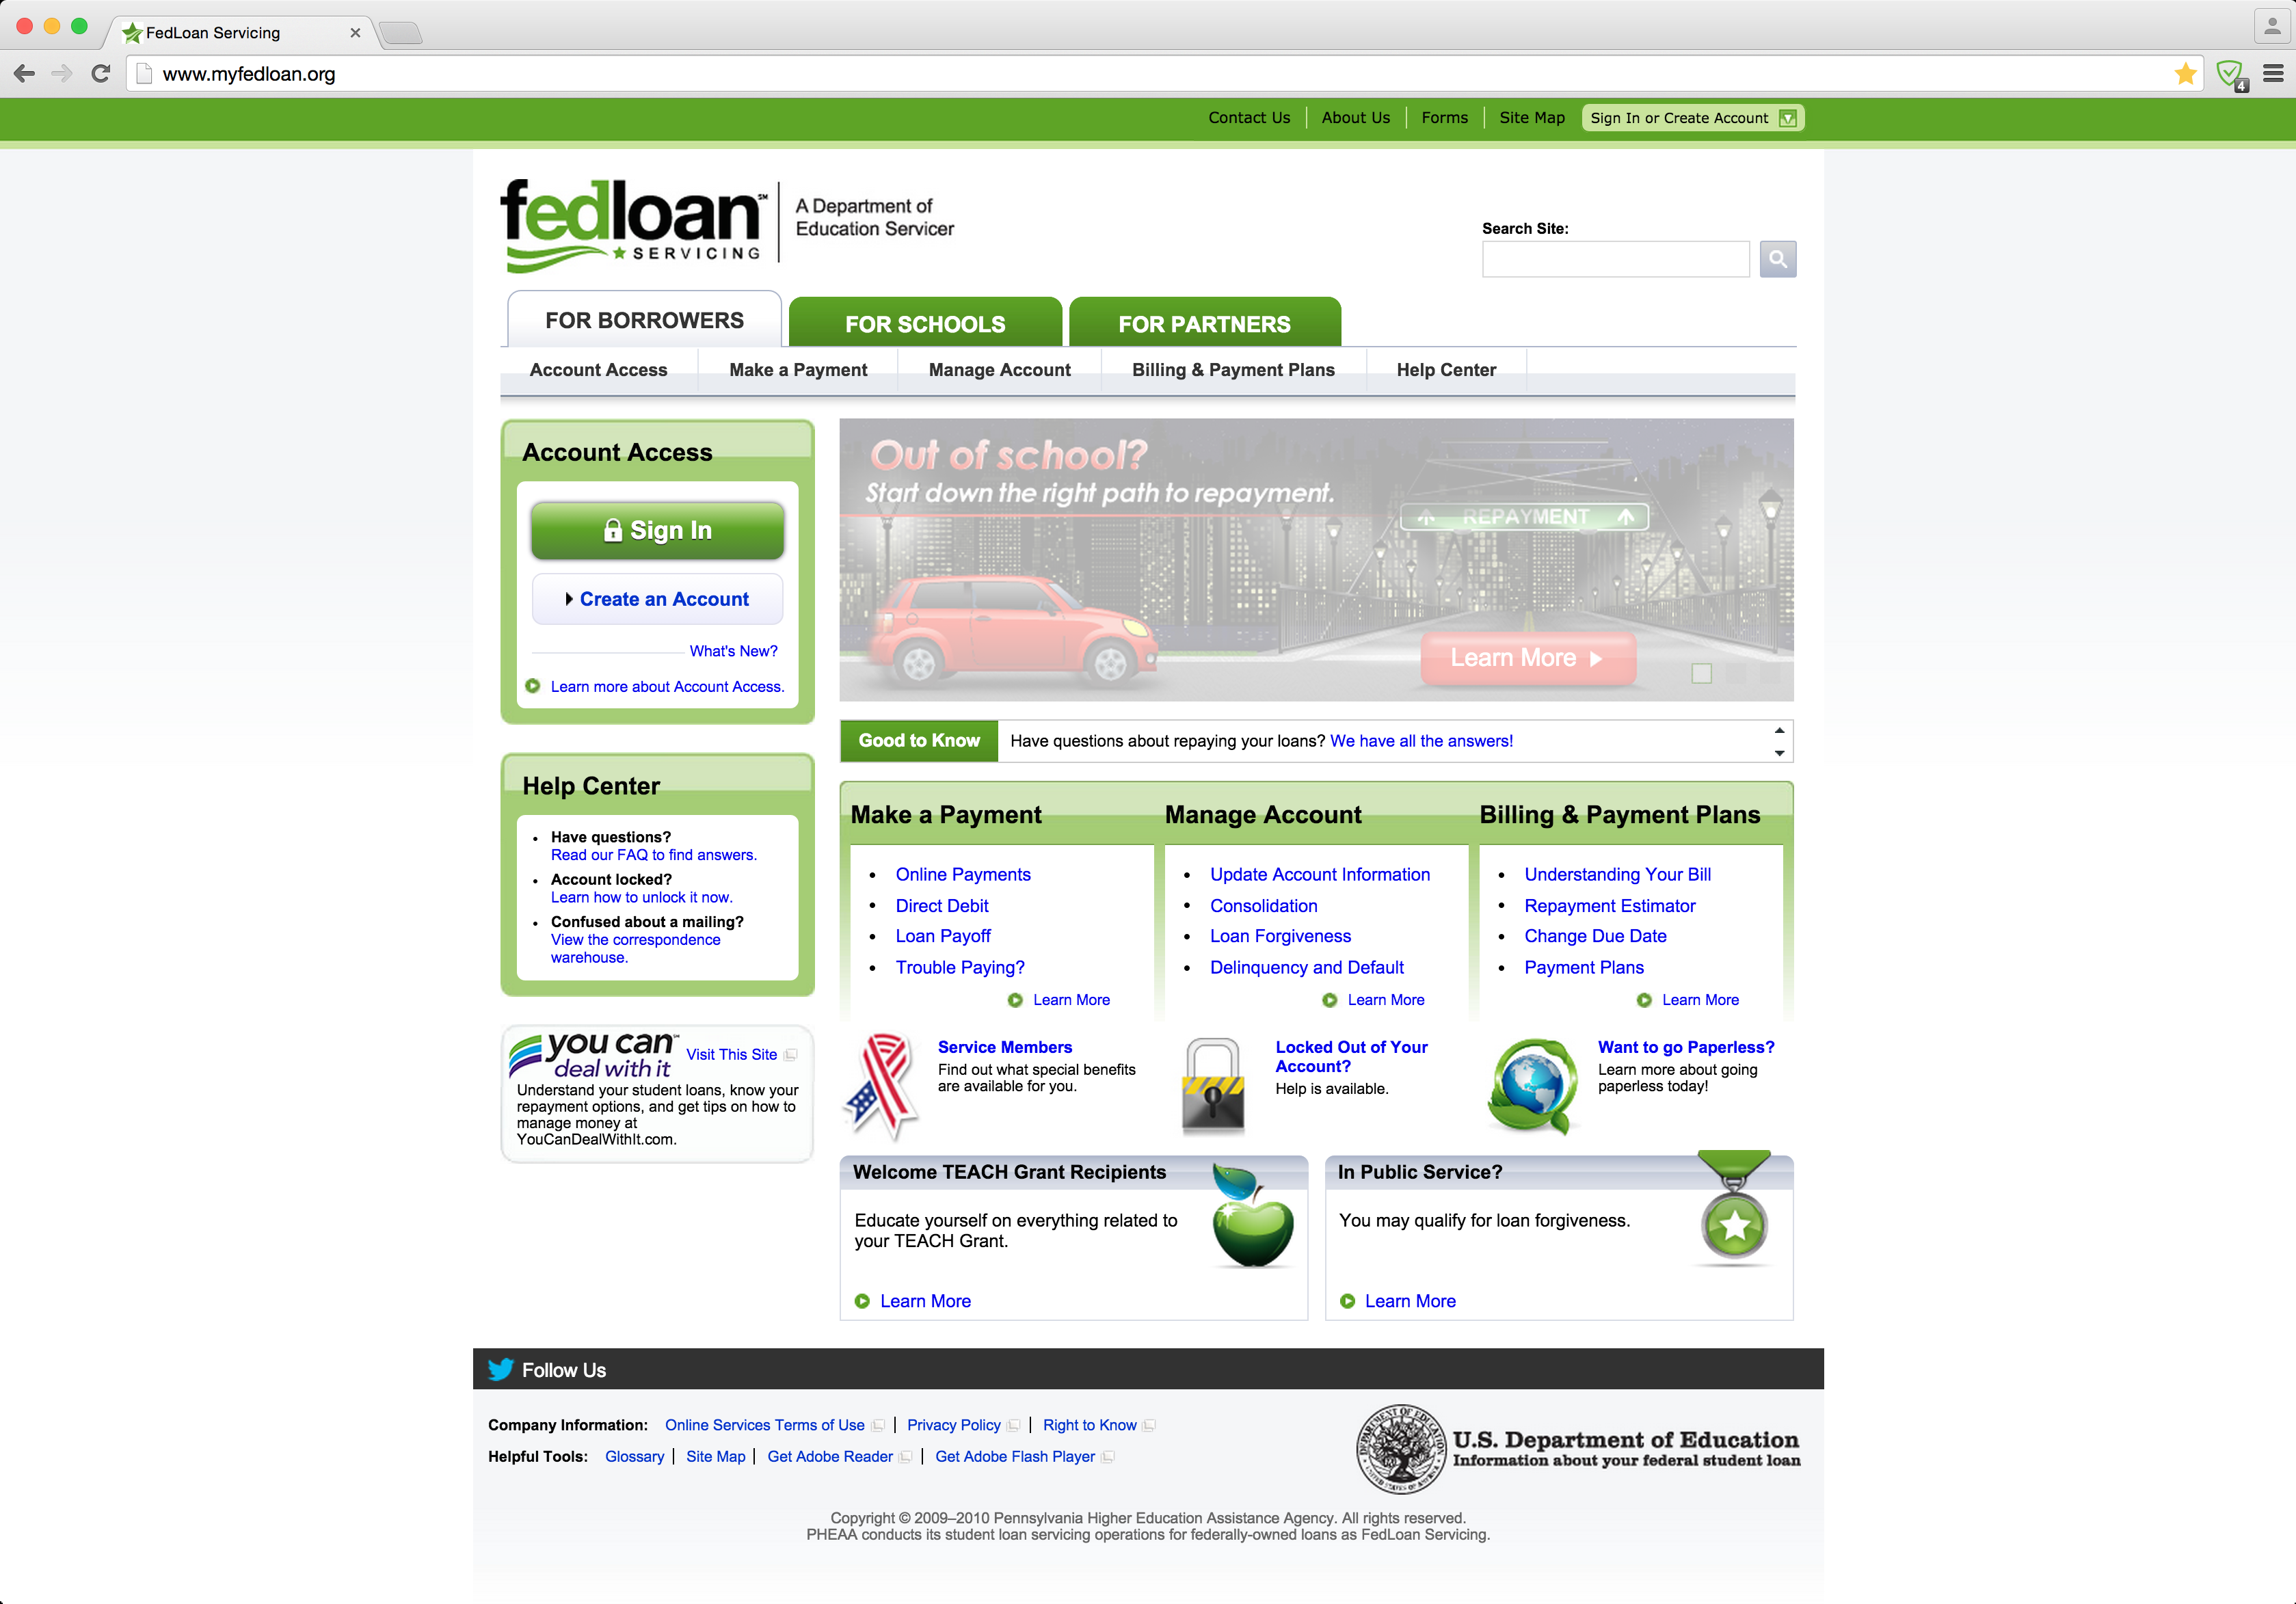 FedLoan Servicing
www.myfedloan.org
4
Contact Us | About Us | Forms | Site Map
Sign In or Create Account
fedloan℠
SERVICING
A Department of
Education Servicer
Search Site:
FOR BORROWERS
FOR SCHOOLS
FOR PARTNERS
Account Access
Make a Payment
Manage Account
Billing & Payment Plans
Help Center
Account Access
Sign In
Create an Account
What's New?
Learn more about Account Access.
Out of school?
Start down the right path to repayment.
REPAYMENT
Learn More
Good to Know
Have questions about repaying your loans? We have all the answers!
Help Center
• Have questions?
Read our FAQ to find answers.
• Account locked?
Learn how to unlock it now.
• Confused about a mailing?
View the correspondence
warehouse.
Make a Payment
• Online Payments
• Direct Debit
• Loan Payoff
• Trouble Paying?
Learn More
Manage Account
• Update Account Information
• Consolidation
• Loan Forgiveness
• Delinquency and Default
Learn More
Billing & Payment Plans
• Understanding Your Bill
• Repayment Estimator
• Change Due Date
• Payment Plans
Learn More
you can℠
deal with it
Visit This Site
Understand your student loans, know your
repayment options, and get tips on how to
manage money at
YouCanDealWithIt.com.
Service Members
Find out what special benefits
are available for you.
Locked Out of Your
Account?
Help is available.
Want to go Paperless?
Learn more about going
paperless today!
Welcome TEACH Grant Recipients
Educate yourself on everything related to
your TEACH Grant.
Learn More
In Public Service?
You may qualify for loan forgiveness.
Learn More
Follow Us
Company Information: Online Services Terms of Use | Privacy Policy | Right to Know
Helpful Tools: Glossary | Site Map | Get Adobe Reader | Get Adobe Flash Player
DEPARTMENT OF EDUCATION
UNITED STATES OF AMERICA
U.S. Department of Education
Information about your federal student loan
Copyright © 2009–2010 Pennsylvania Higher Education Assistance Agency. All rights reserved.
PHEAA conducts its student loan servicing operations for federally-owned loans as FedLoan Servicing.